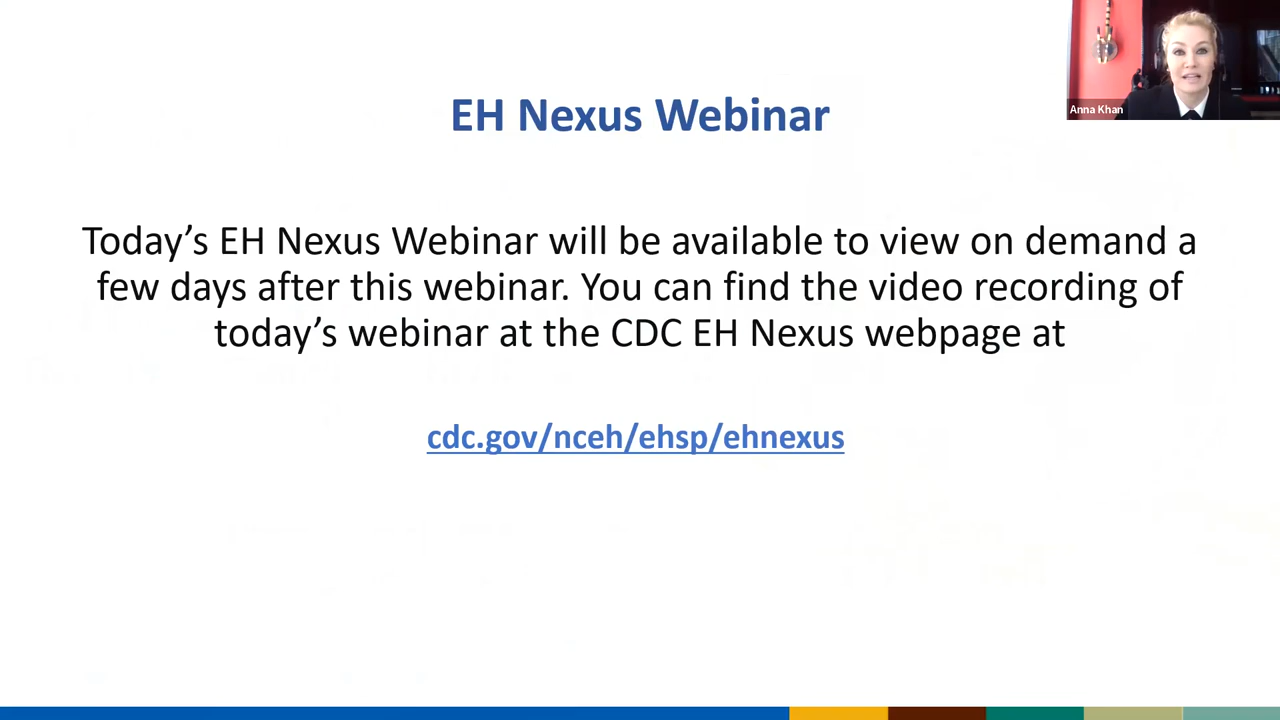 EH Nexus Webinar
Anna Khan
Today’s EH Nexus Webinar will be available to view on demand a
few days after this webinar. You can find the video recording of
today’s webinar at the CDC EH Nexus webpage at
cdc.gov/nceh/ehsp/ehnexus